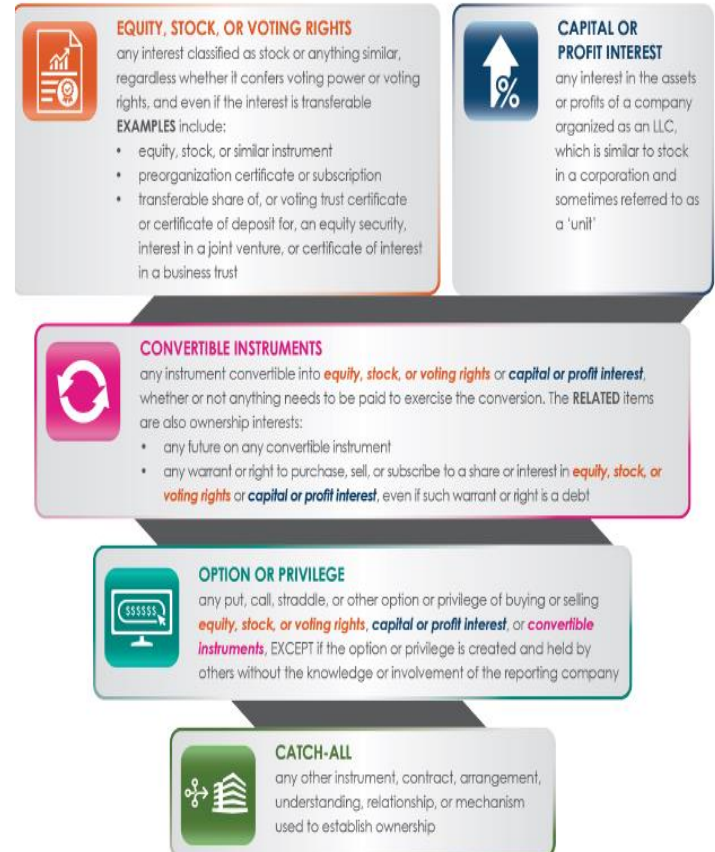 EQUITY, STOCK, OR VOTING RIGHTS
any interest classified as stock or anything similar,
regardless whether it confers voting power or voting
rights, and even if the interest is transferable
EXAMPLES include:
• equity, stock, or similar instrument
• preorganization certificate or subscription
• transferable share of, or voting trust certificate
or certificate of deposit for, an equity security,
interest in a joint venture, or certificate of interest
in a business trust
%
CAPITAL OR
PROFIT INTEREST
any interest in the assets
or profits of a company
organized as an LLC,
which is similar to stock
in a corporation and
sometimes referred to as
a ‘unit’
CONVERTIBLE INSTRUMENTS
any instrument convertible into equity, stock, or voting rights or capital or profit interest,
whether or not anything needs to be paid to exercise the conversion. The RELATED items
are also ownership interests:
• any future on any convertible instrument
• any warrant or right to purchase, sell, or subscribe to a share or interest in equity, stock, or
voting rights or capital or profit interest, even if such warrant or right is a debt
$$$$$$
OPTION OR PRIVILEGE
any put, call, straddle, or other option or privilege of buying or selling
equity, stock, or voting rights, capital or profit interest, or convertible
instruments, EXCEPT if the option or privilege is created and held by
others without the knowledge or involvement of the reporting company
CATCH-ALL
any other instrument, contract, arrangement,
understanding, relationship, or mechanism
used to establish ownership